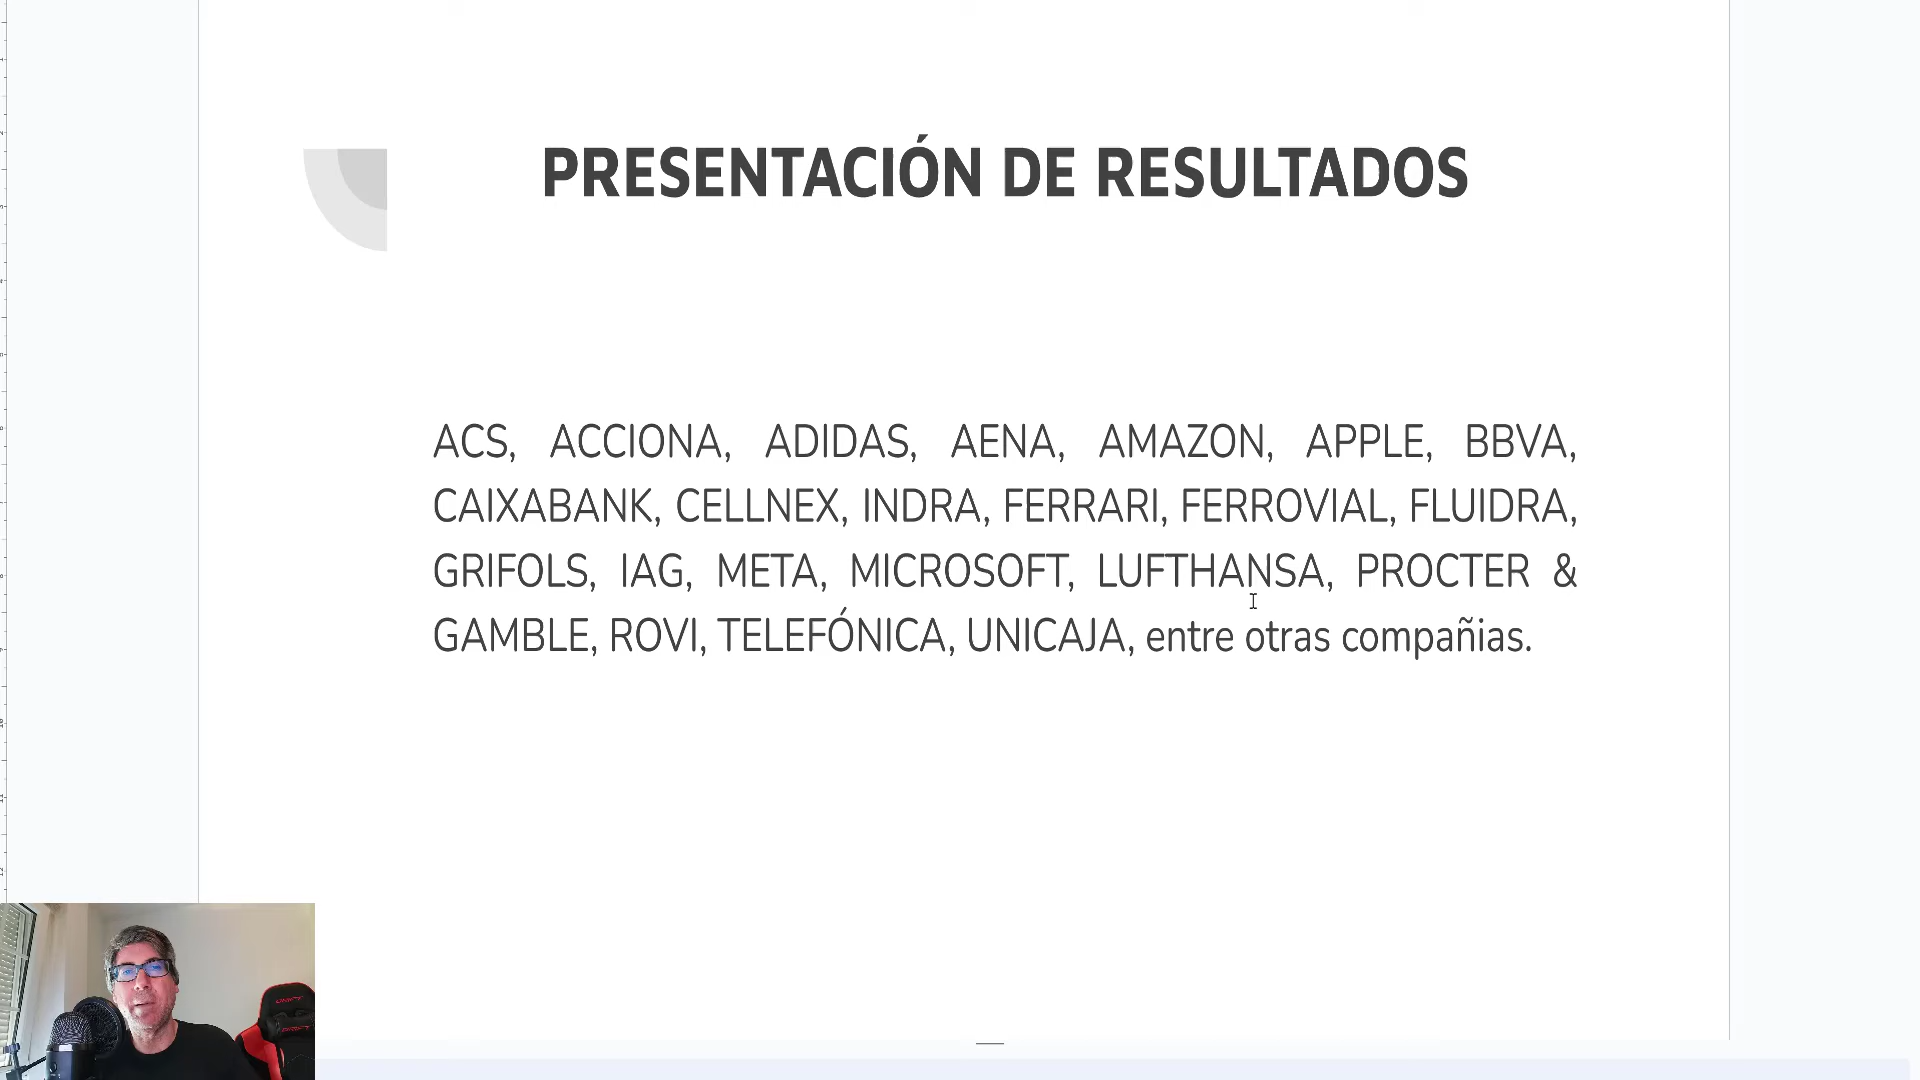 PRESENTACIÓN DE RESULTADOS
ACS, ACCIONA, ADIDAS, AENA, AMAZON, APPLE, BBVA,
CAIXABANK, CELLNEX, INDRA, FERRARI, FERROVIAL, FLUIDRA,
GRIFOLS, IAG, META, MICROSOFT, LUFTHANSA, PROCTER &
GAMBLE, ROVI, TELEFÓNICA, UNICAJA, entre otras compañias.